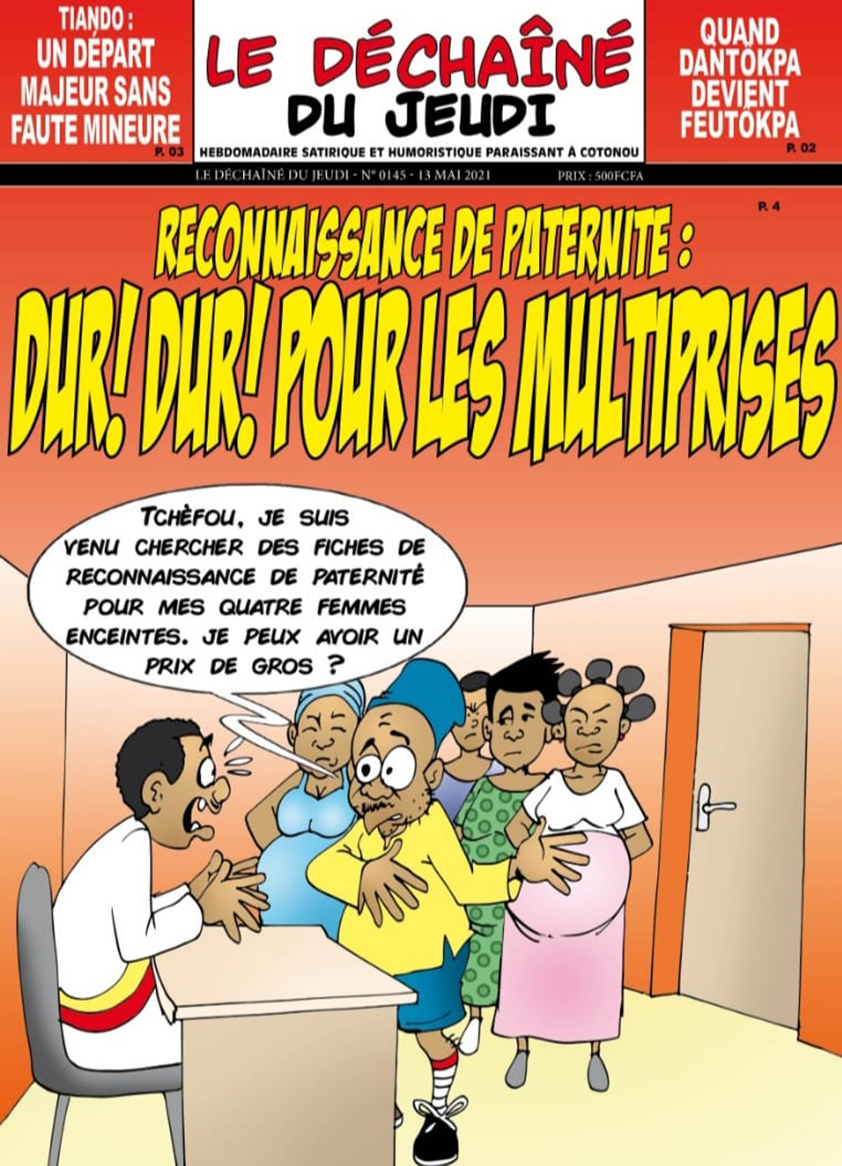 TIANDO :
UN DÉPART
MAJEUR SANS
FAUTE MINEURE
P. 03
LE DÉCHAÎNÉ
DU JEUDI
HEBDOMADAIRE SATIRIQUE ET HUMORISTIQUE PARAISSANT À COTONOU
QUAND
DANTÔKPA
DEVIENT
FEUTÔKPA
P. 02
LE DÉCHAÎNÉ DU JEUDI - N° 0145 - 13 MAI 2021 PRIX : 500FCFA
P. 4
RECONNAISSANCE DE PATERNITE :
DUR! DUR! POUR LES MULTIPRISES
TCHÈFOU, JE SUIS
VENU CHERCHER DES FICHES DE
RECONNAISSANCE DE PATERNITÉ
POUR MES QUATRE FEMMES
ENCEINTES. JE PEUX AVOIR UN
PRIX DE GROS ?